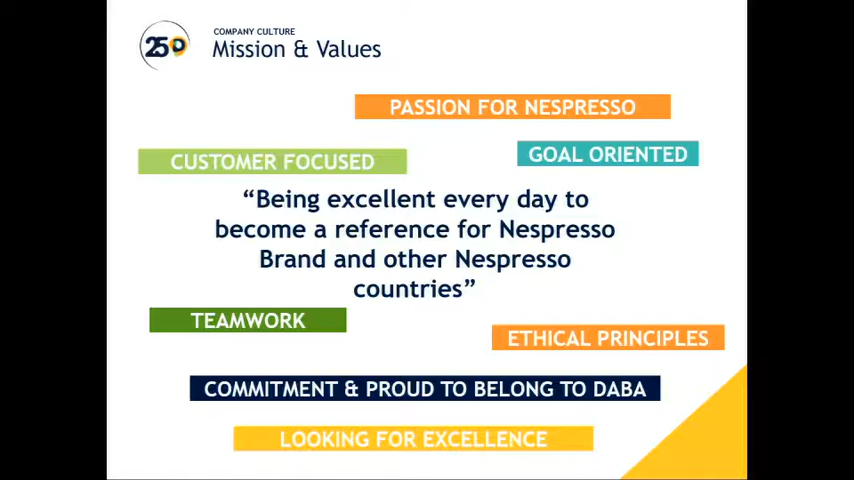 250
COMPANY CULTURE
Mission & Values
PASSION FOR NESPRESSO
CUSTOMER FOCUSED
GOAL ORIENTED
“Being excellent every day to
become a reference for Nespresso
Brand and other Nespresso
countries”
TEAMWORK
ETHICAL PRINCIPLES
COMMITMENT & PROUD TO BELONG TO DABA
LOOKING FOR EXCELLENCE